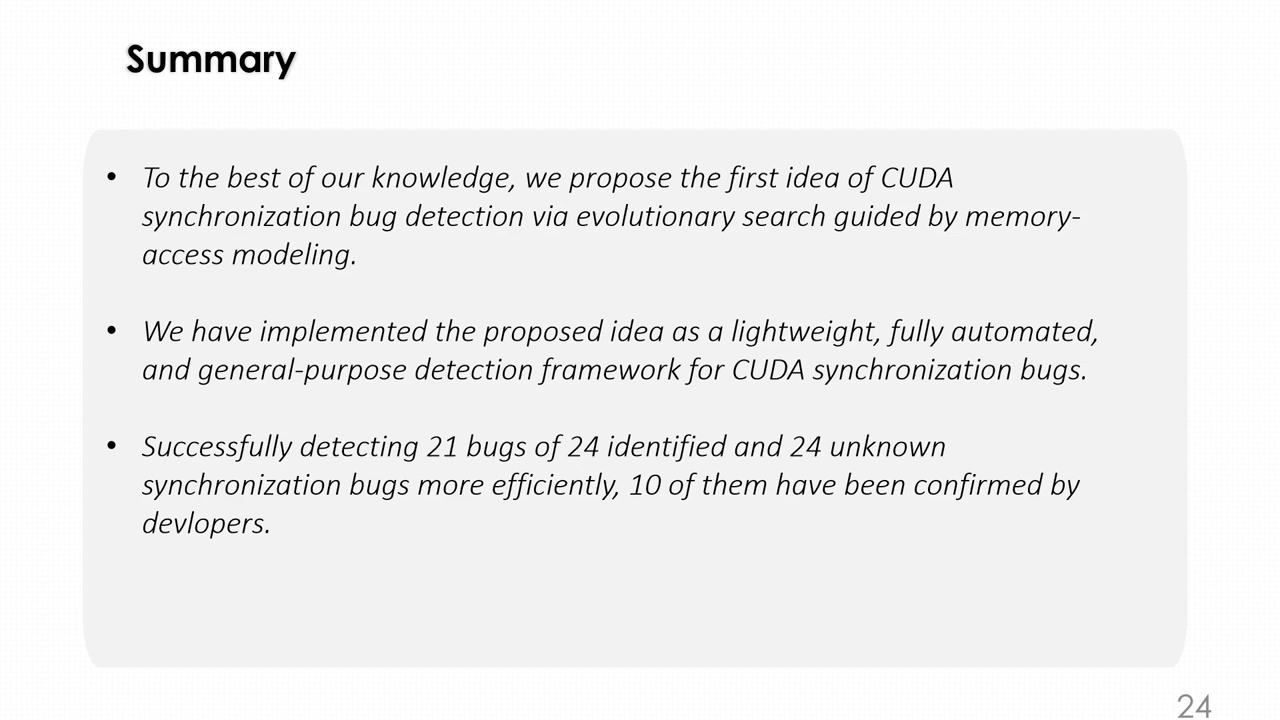 Summary
• To the best of our knowledge, we propose the first idea of CUDA
synchronization bug detection via evolutionary search guided by memory-
access modeling.
• We have implemented the proposed idea as a lightweight, fully automated,
and general-purpose detection framework for CUDA synchronization bugs.
• Successfully detecting 21 bugs of 24 identified and 24 unknown
synchronization bugs more efficiently, 10 of them have been confirmed by
devlopers.
24